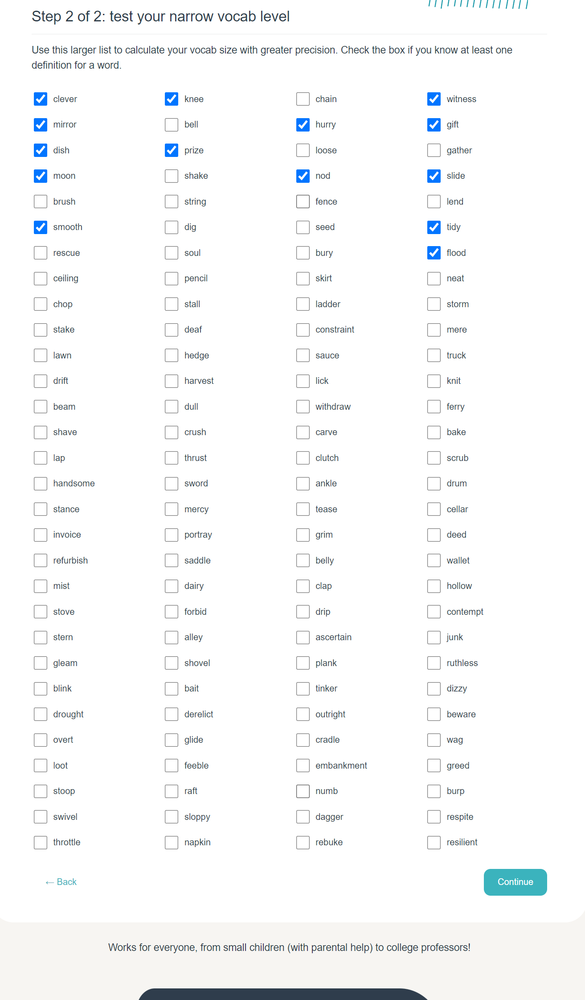 Step 2 of 2: test your narrow vocab level
Use this larger list to calculate your vocab size with greater precision. Check the box if you know at least one
definition for a word.
clever knee chain witness
mirror bell hurry gift
dish prize loose gather
moon shake nod slide
brush string fence lend
smooth dig seed tidy
rescue soul bury flood
ceiling pencil skirt neat
chop stall ladder storm
stake deaf constraint mere
lawn hedge sauce truck
drift harvest lick knit
beam dull withdraw ferry
shave crush carve bake
lap thrust clutch scrub
handsome sword ankle drum
stance mercy tease cellar
invoice portray grim deed
refurbish saddle belly wallet
mist dairy clap hollow
stove forbid drip contempt
stern alley ascertain junk
gleam shovel plank ruthless
blink bait tinker dizzy
drought derelict outright beware
overt glide cradle wag
loot feeble embankment greed
stoop raft numb burp
swivel sloppy dagger respite
throttle napkin rebuke resilient
← Back Continue
Works for everyone, from small children (with parental help) to college professors!